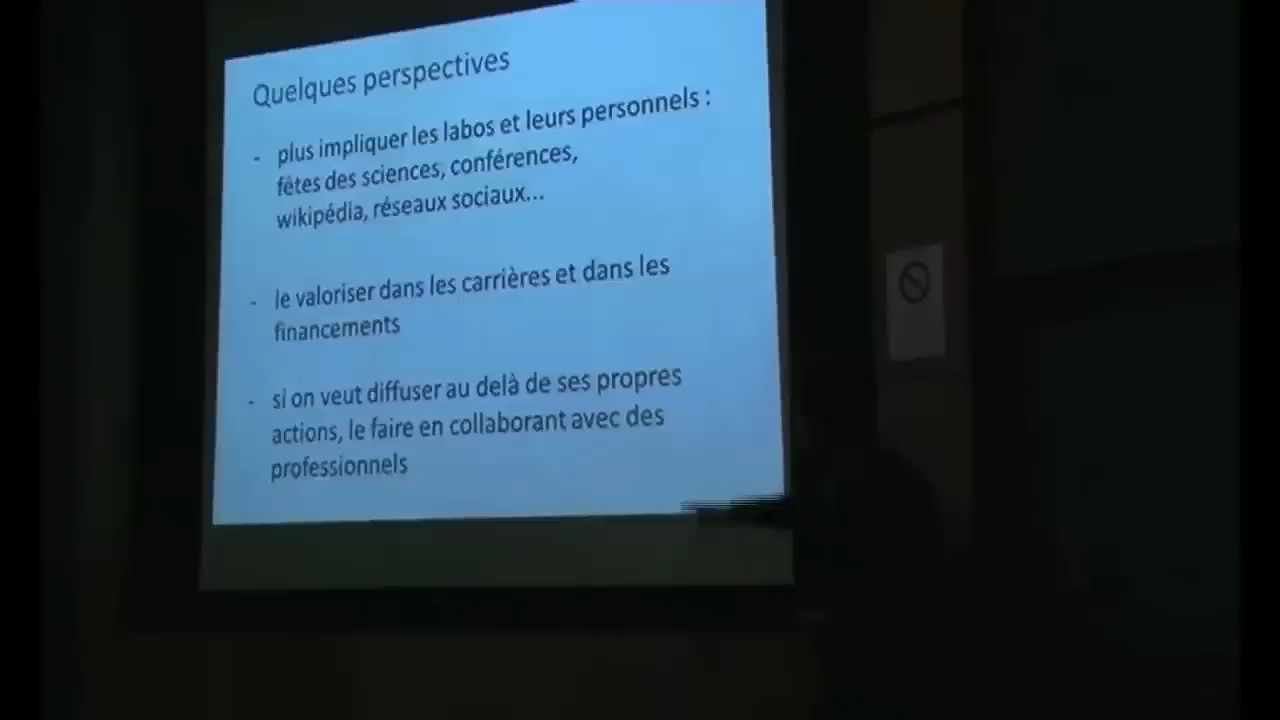 Quelques perspectives
- plus impliquer les labos et leurs personnels :
fêtes des sciences, conférences,
wikipédia, réseaux sociaux...
- le valoriser dans les carrières et dans les
financements
- si on veut diffuser au delà de ses propres
actions, le faire en collaborant avec des
professionnels